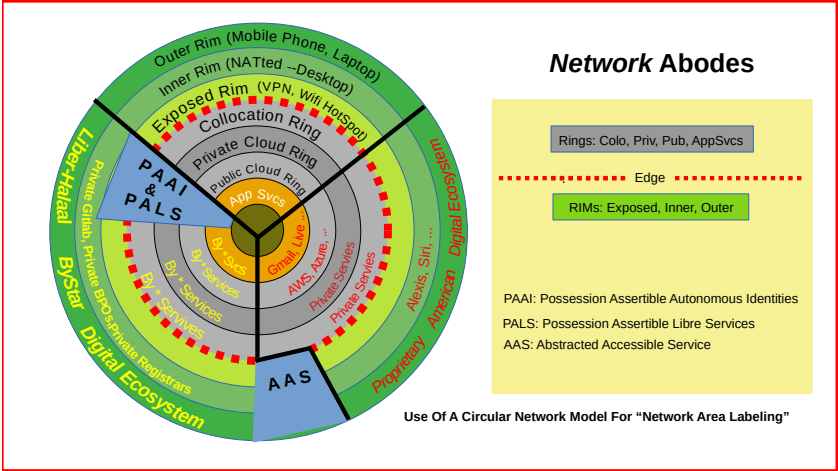 Network Abodes
Outer Rim (Mobile Phone, Laptop)
Inner Rim (NATted --Desktop)
Exposed Rim (VPN, Wifi HotSpot)
Collocation Ring
Private Cloud Ring
Public Cloud Ring
App Svcs
PAAI
&
PALS
Liber-Halaal
ByStar
Digital Ecosystem
Private Gitlab, Private BPOs,Private Registrars
By * Servives
By * Services
By *Services
By *Svcs
Gmail, Live ...
AWS, Azure, ...
Private Servies
Private Servies
Alexis, Siri, ...
Proprietary American Digital Ecosystem
AAS
Rings: Colo, Priv, Pub, AppSvcs
Edge
RIMs: Exposed, Inner, Outer
PAAI: Possession Assertible Autonomous Identities
PALS: Possession Assertible Libre Services
AAS: Abstracted Accessible Service
Use Of A Circular Network Model For “Network Area Labeling”